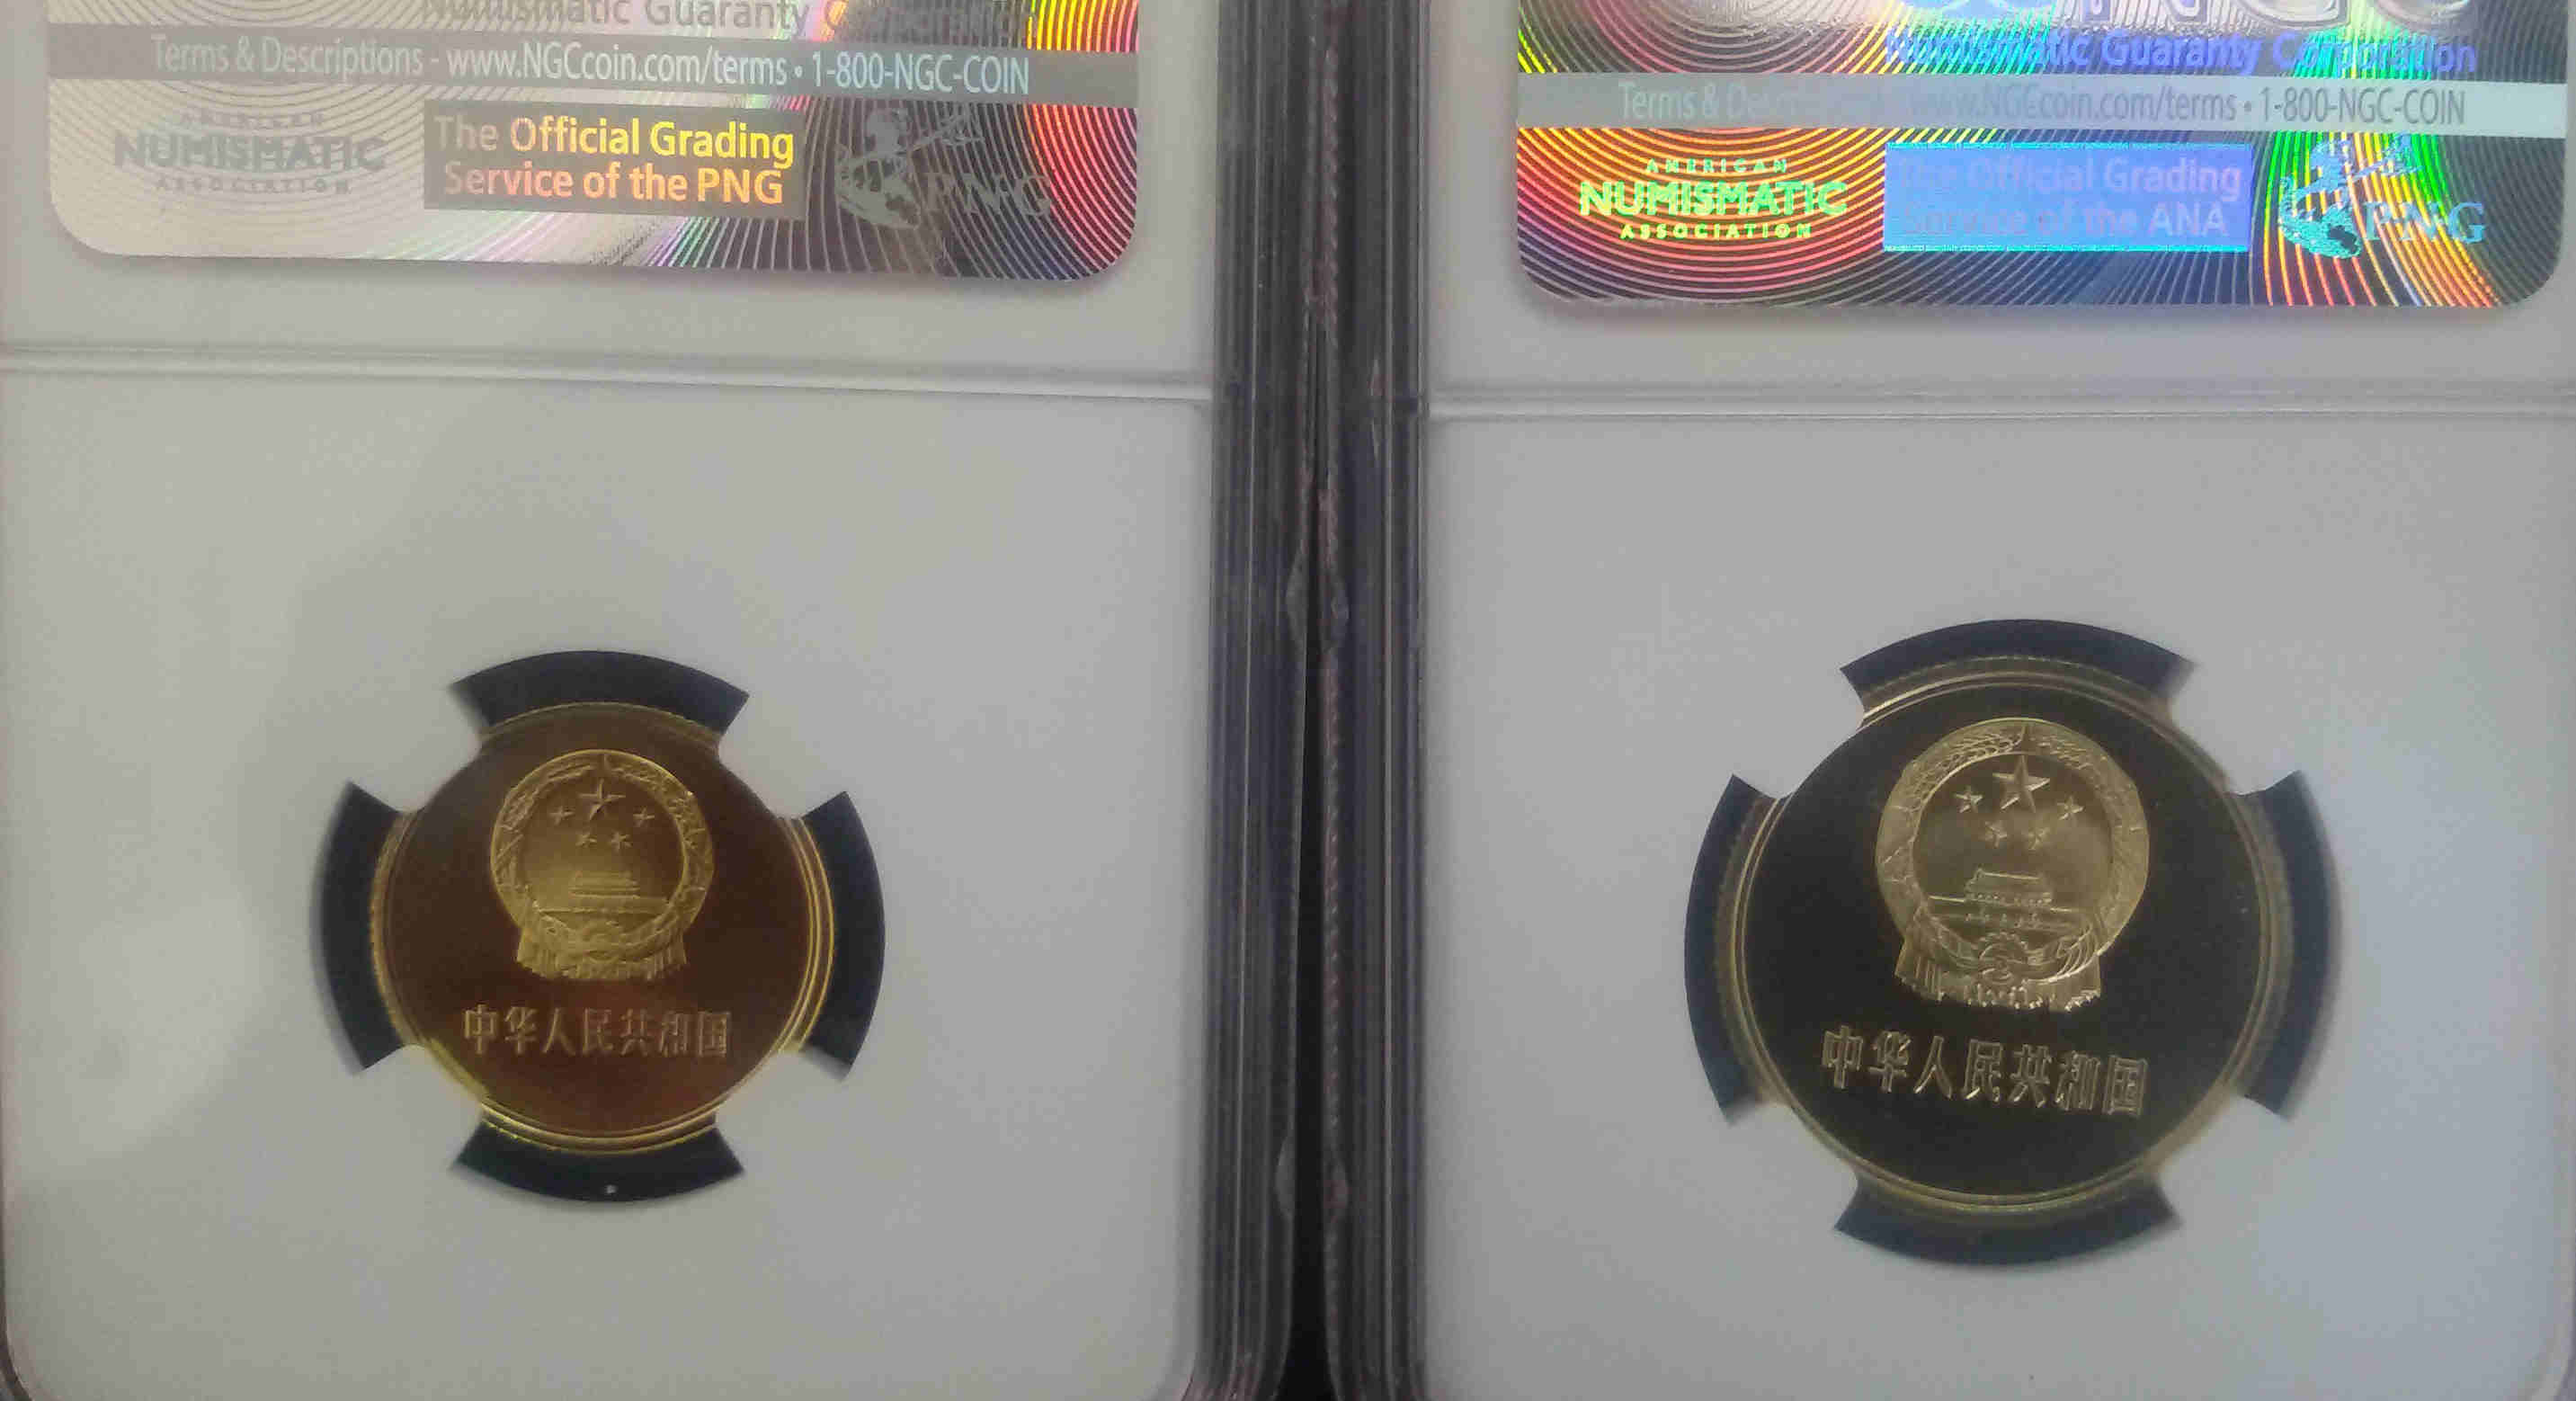 Numismatic Guaranty Corporation
Terms & Descriptions - www.NGCcoin.com/terms • 1-800-NGC-COIN
AMERICAN
NUMISMATIC
ASSOCIATION
The Official Grading
Service of the PNG
PNG
中华人民共和国
Numismatic Guaranty Corporation
Terms & Descriptions - www.NGCcoin.com/terms • 1-800-NGC-COIN
AMERICAN
NUMISMATIC
ASSOCIATION
The Official Grading
Service of the ANA
PNG
中华人民共和国